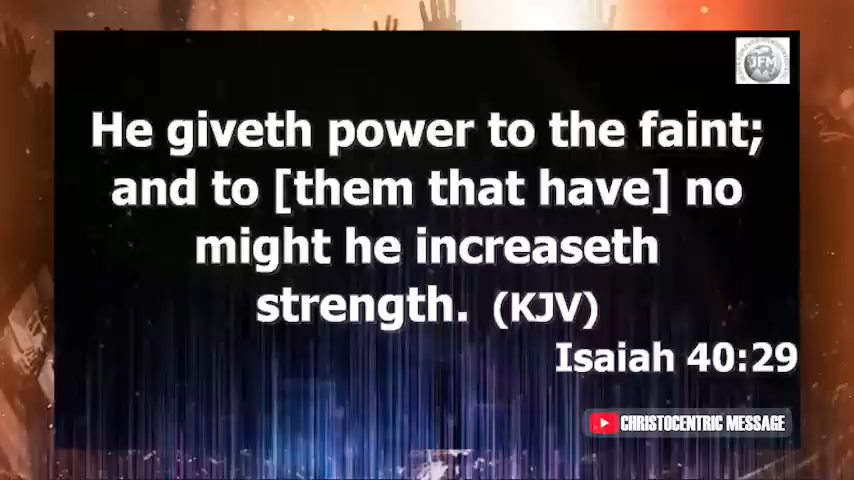 JFM
He giveth power to the faint;
and to [them that have] no
might he increaseth
strength. (KJV)
Isaiah 40:29
CHRISTOCENTRIC MESSAGE